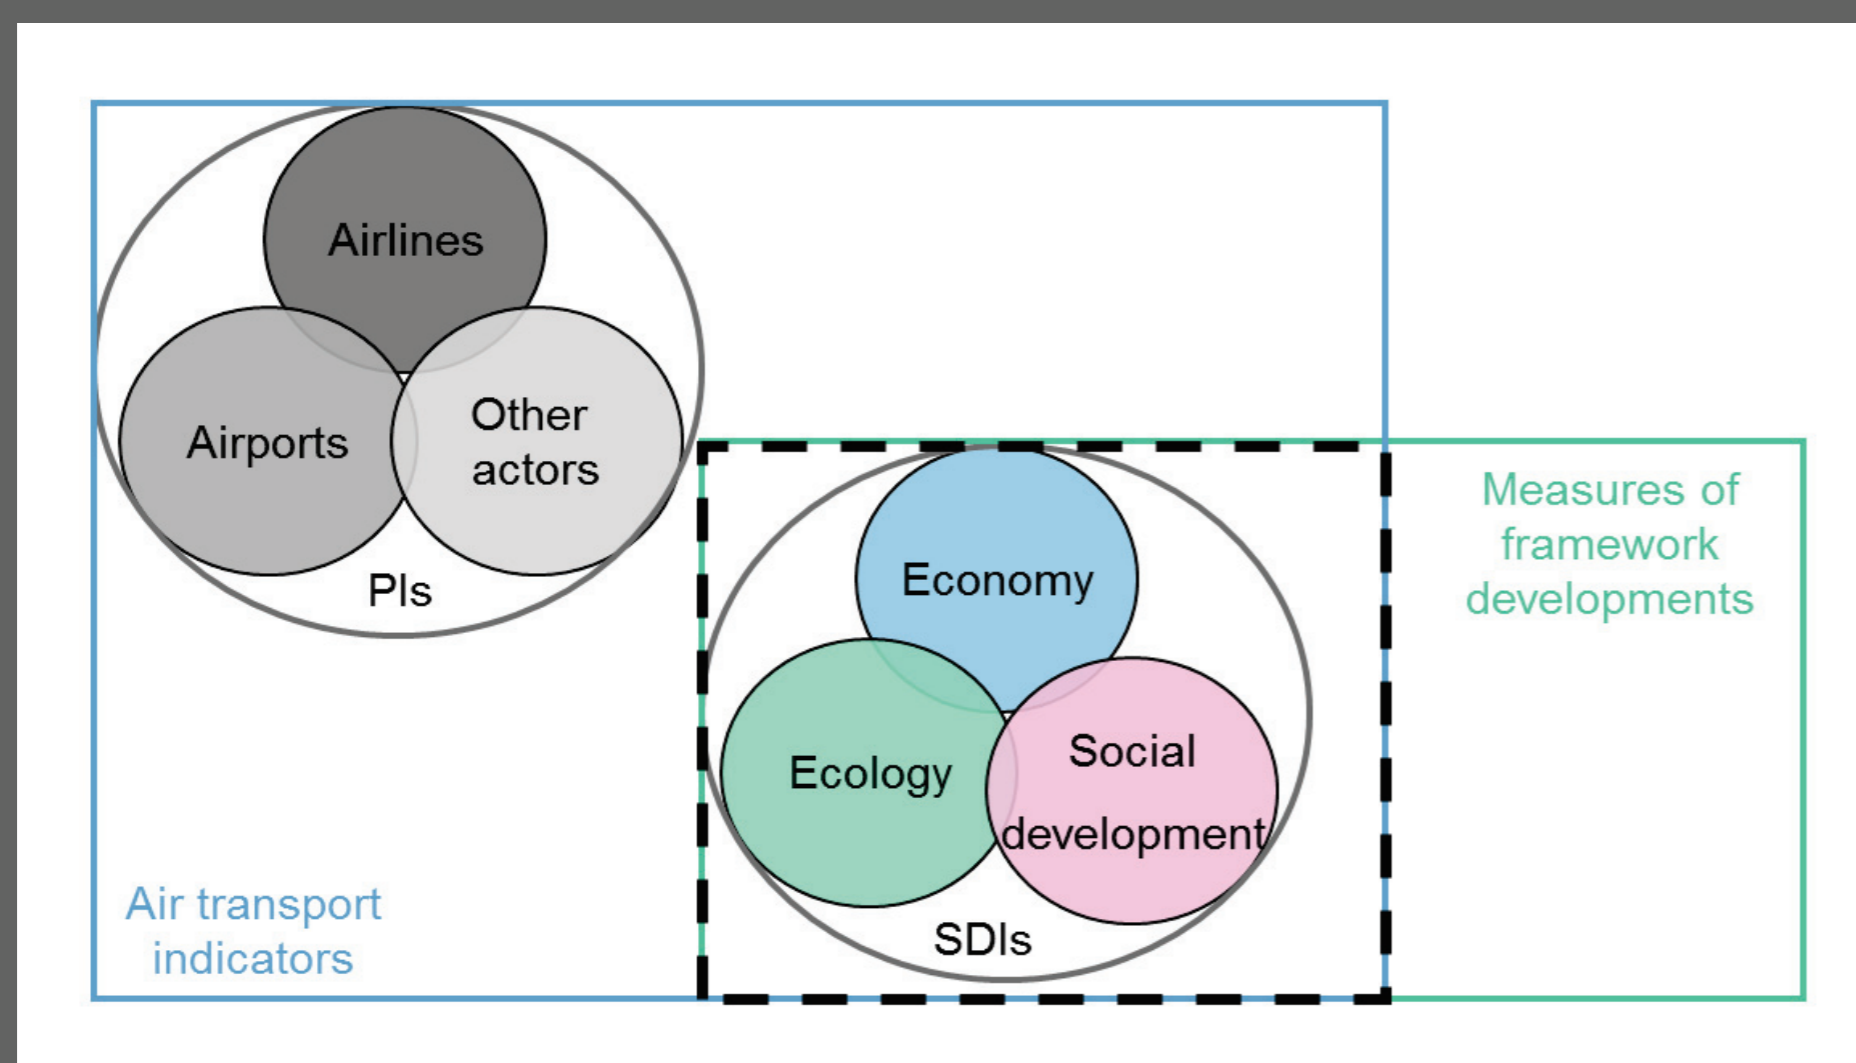 Airlines
Airports
Other
actors
PIs
Measures of
framework
developments
Economy
Ecology
Social
development
SDIs
Air transport
indicators